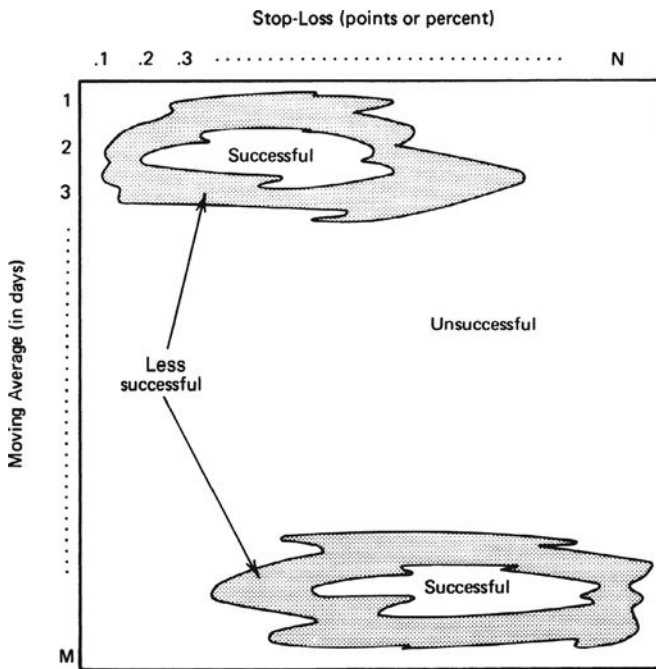 Stop-Loss (points or percent)
.1 .2 .3 ........................................ N
1
2
3
Moving Average (in days)
M
Successful
Unsuccessful
Less
successful
Successful